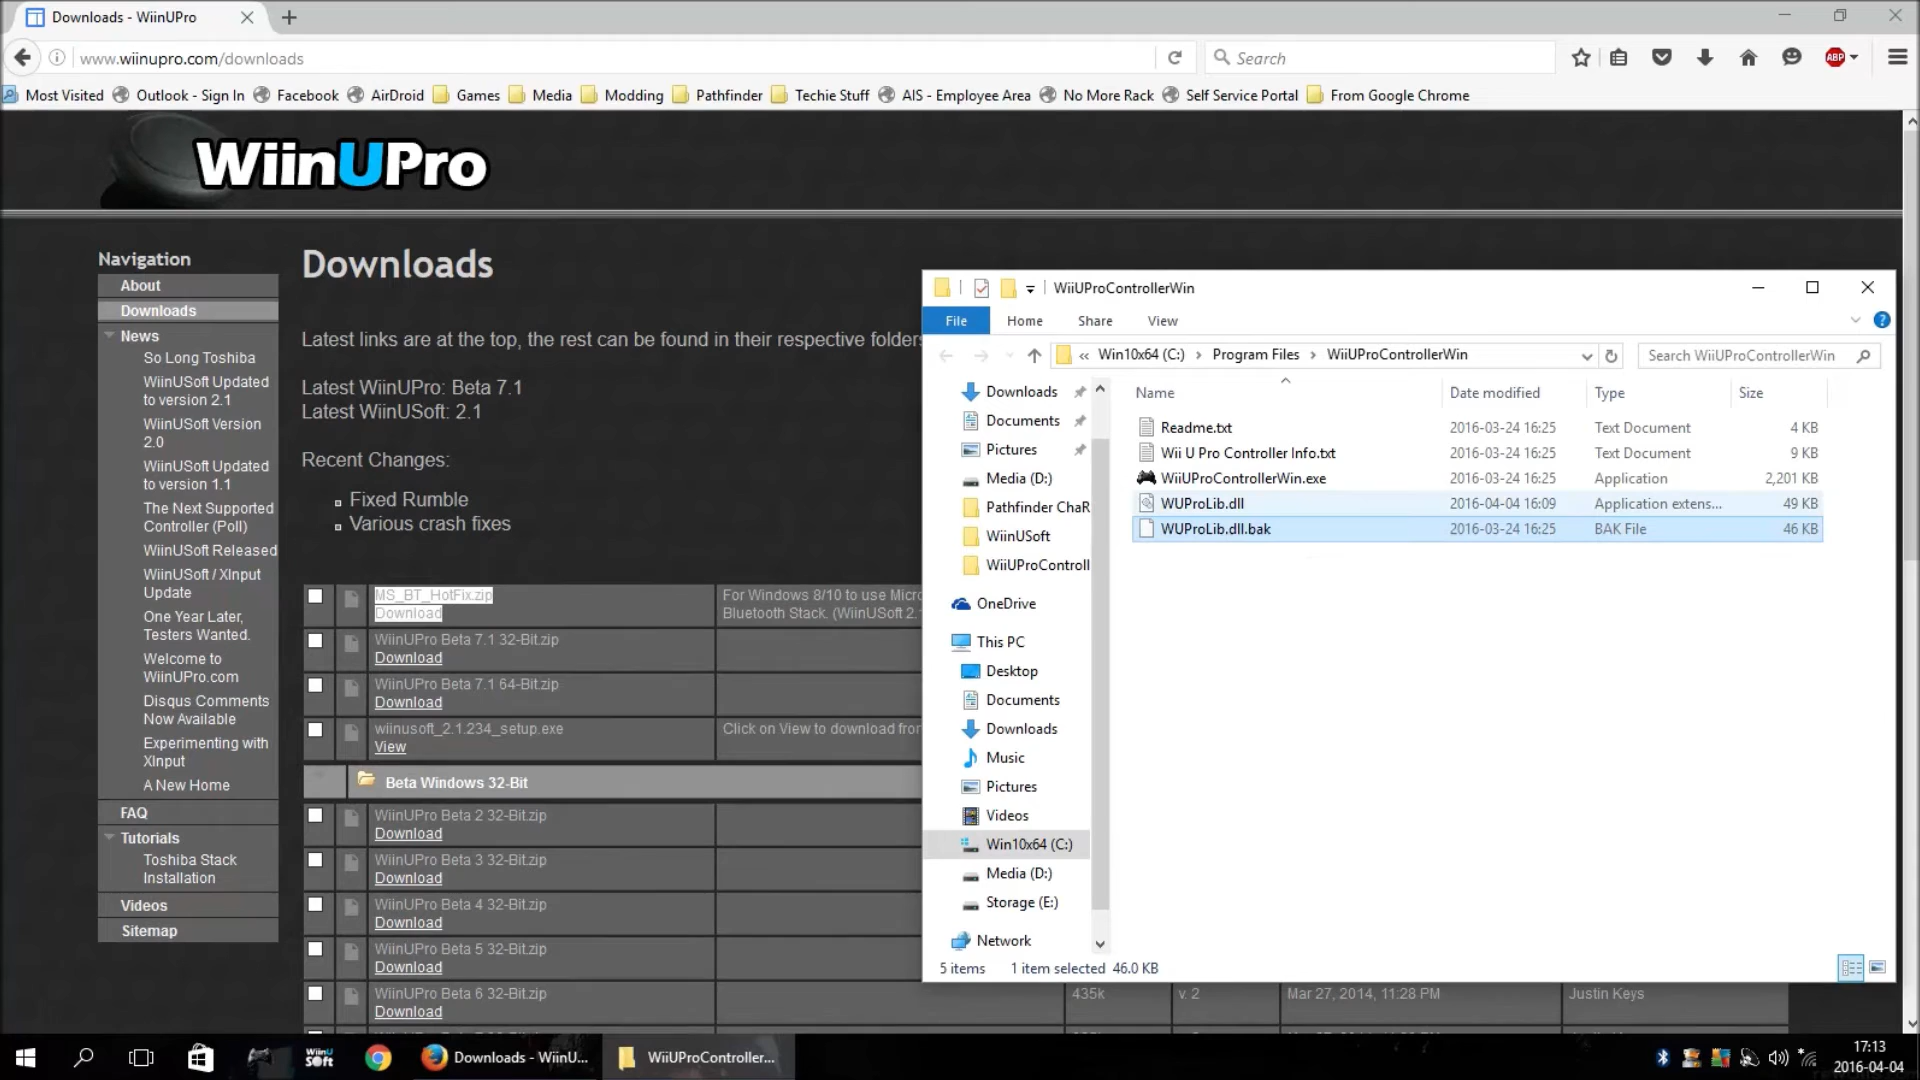 Downloads - WiinUPro
www.wiinupro.com/downloads
Search
ABP
Most Visited Outlook - Sign In Facebook AirDroid Games Media Modding Pathfinder Techie Stuff AIS - Employee Area No More Rack Self Service Portal From Google Chrome
WiinUPro
Navigation
About
Downloads
News
So Long Toshiba
WiinUSoft Updated
to version 2.1
WiinUSoft Version
2.0
WiinUSoft Updated
to version 1.1
The Next Supported
Controller (Poll)
WiinUSoft Released
WiinUSoft / XInput
Update
One Year Later,
Testers Wanted.
Welcome to
WiinUPro.com
Disqus Comments
Now Available
Experimenting with
XInput
A New Home
FAQ
Tutorials
Toshiba Stack
Installation
Videos
Sitemap
Downloads
Latest links are at the top, the rest can be found in their respective folders
Latest WiinUPro: Beta 7.1
Latest WiinUSoft: 2.1
Recent Changes:
Fixed Rumble
Various crash fixes
MS_BT_HotFix.zip
Download
For Windows 8/10 to use Micro
Bluetooth Stack. (WiinUSoft 2.
WiinUPro Beta 7.1 32-Bit.zip
Download
WiinUPro Beta 7.1 64-Bit.zip
Download
wiinusoft_2.1.234_setup.exe
View
Click on View to download from
Beta Windows 32-Bit
WiinUPro Beta 2 32-Bit.zip
Download
WiinUPro Beta 3 32-Bit.zip
Download
WiinUPro Beta 4 32-Bit.zip
Download
WiinUPro Beta 5 32-Bit.zip
Download
WiinUPro Beta 6 32-Bit.zip
Download
435k v. 2 Mar 27, 2014, 11:28 PM Justin Keys
WiiUProControllerWin
File Home Share View
« Win10x64 (C:) › Program Files › WiiUProControllerWin
Search WiiUProControllerWin
Downloads
Documents
Pictures
Media (D:)
Pathfinder ChaR
WiinUSoft
WiiUProControll
OneDrive
This PC
Desktop
Documents
Downloads
Music
Pictures
Videos
Win10x64 (C:)
Media (D:)
Storage (E:)
Network
Name Date modified Type Size
Readme.txt 2016-03-24 16:25 Text Document 4 KB
Wii U Pro Controller Info.txt 2016-03-24 16:25 Text Document 9 KB
WiiUProControllerWin.exe 2016-03-24 16:25 Application 2,201 KB
WUProLib.dll 2016-04-04 16:09 Application extens... 49 KB
WUProLib.dll.bak 2016-03-24 16:25 BAK File 46 KB
5 items 1 item selected 46.0 KB
WiinU
SOFT
Downloads - WiinU...
WiiUProController...
17:13
2016-04-04